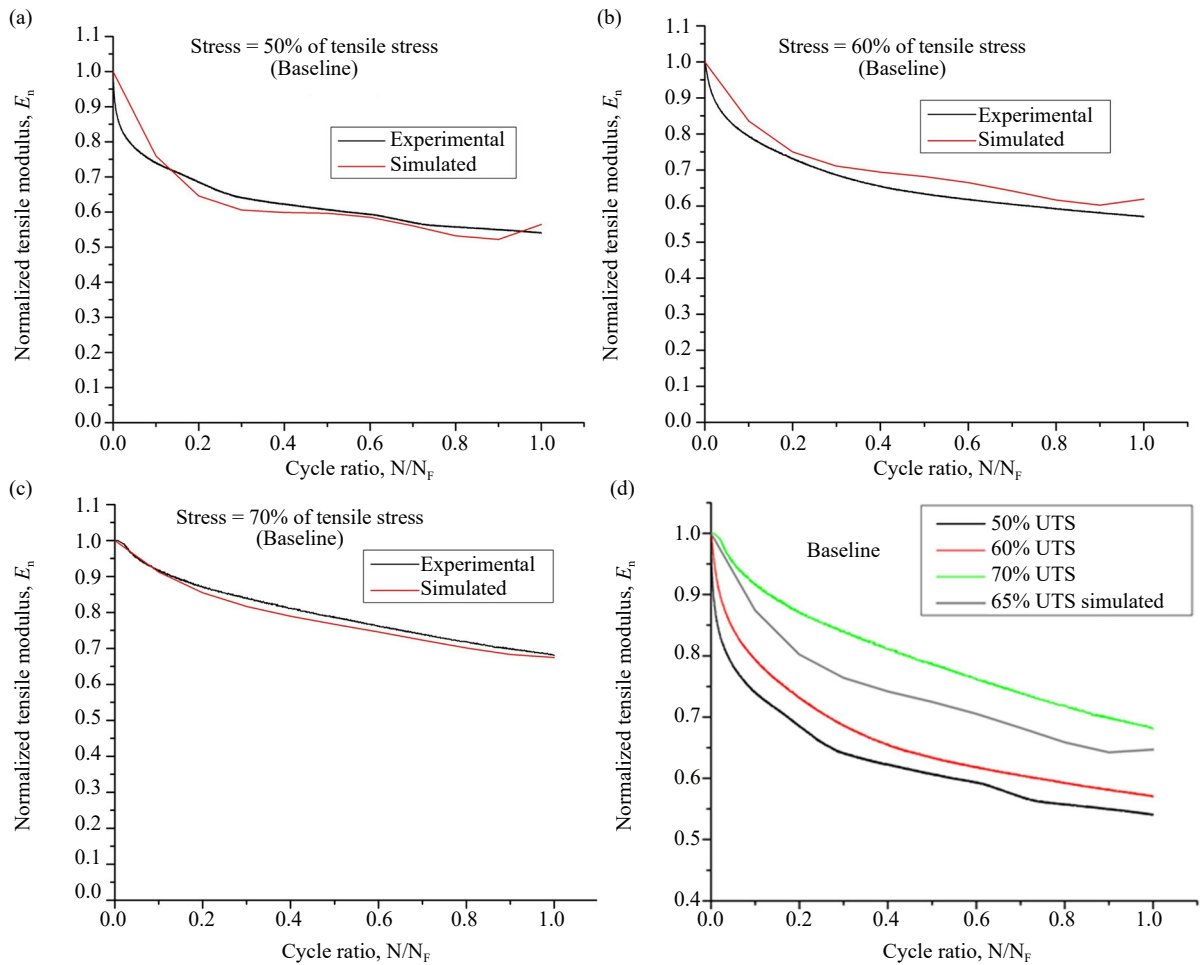 (a)
Stress = 50% of tensile stress
(Baseline)
Experimental
Simulated
Normalized tensile modulus, Eₙ
1.1
1.0
0.9
0.8
0.7
0.6
0.5
0.4
0.3
0.2
0.1
0.0
0.0 0.2 0.4 0.6 0.8 1.0
Cycle ratio, N/N_F
(b)
Stress = 60% of tensile stress
(Baseline)
Experimental
Simulated
Normalized tensile modulus, Eₙ
1.1
1.0
0.9
0.8
0.7
0.6
0.5
0.4
0.3
0.2
0.1
0.0
0.0 0.2 0.4 0.6 0.8 1.0
Cycle ratio, N/N_F
(c)
Stress = 70% of tensile stress
(Baseline)
Experimental
Simulated
Normalized tensile modulus, Eₙ
1.1
1.0
0.9
0.8
0.7
0.6
0.5
0.4
0.3
0.2
0.1
0.0
0.0 0.2 0.4 0.6 0.8 1.0
Cycle ratio, N/N_F
(d)
Baseline
50% UTS
60% UTS
70% UTS
65% UTS simulated
Normalized tensile modulus, Eₙ
1.0
0.9
0.8
0.7
0.6
0.5
0.4
0.0 0.2 0.4 0.6 0.8 1.0
Cycle ratio, N/N_F